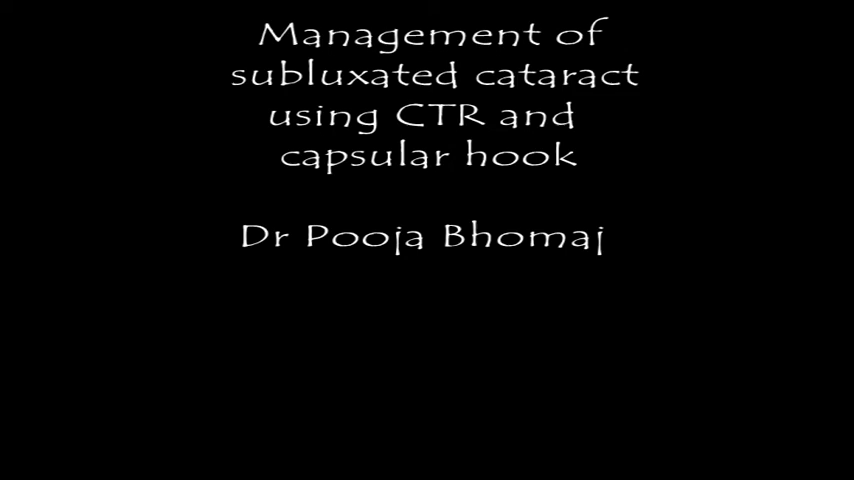 Management of
subluxated cataract
using CTR and
capsular hook
Dr Pooja Bhomaj